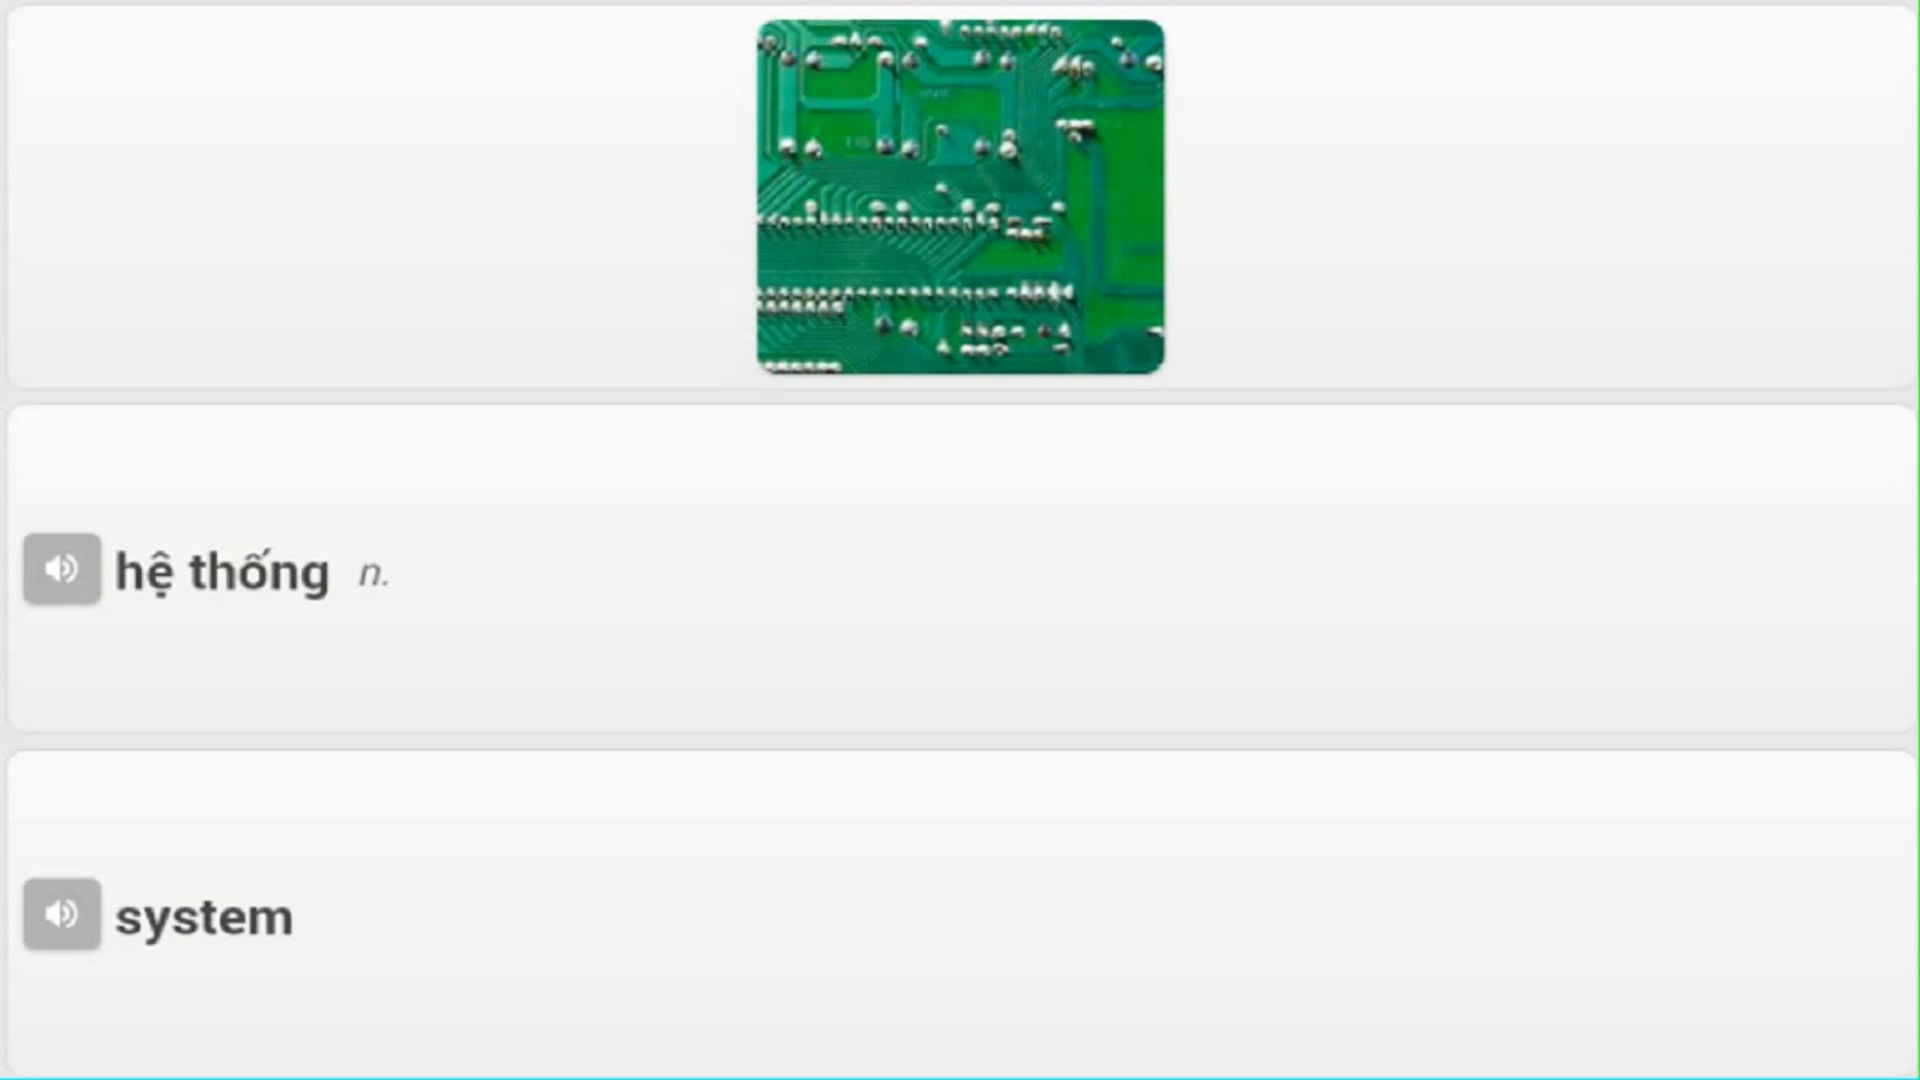 hệ thống n.
system